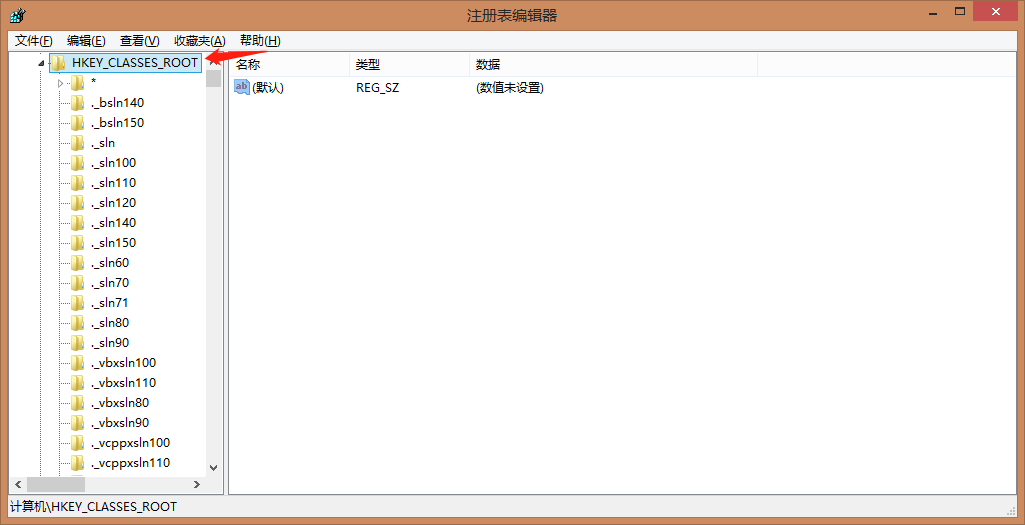 注册表编辑器
文件(F) 编辑(E) 查看(V) 收藏夹(A) 帮助(H)
HKEY_CLASSES_ROOT
名称 类型 数据
*
ab (默认) REG_SZ (数值未设置)
._bsln140
._bsln150
._sln
._sln100
._sln110
._sln120
._sln140
._sln150
._sln60
._sln70
._sln71
._sln80
._sln90
._vbxsln100
._vbxsln110
._vbxsln80
._vbxsln90
._vcppxsln100
._vcppxsln110
计算机\HKEY_CLASSES_ROOT